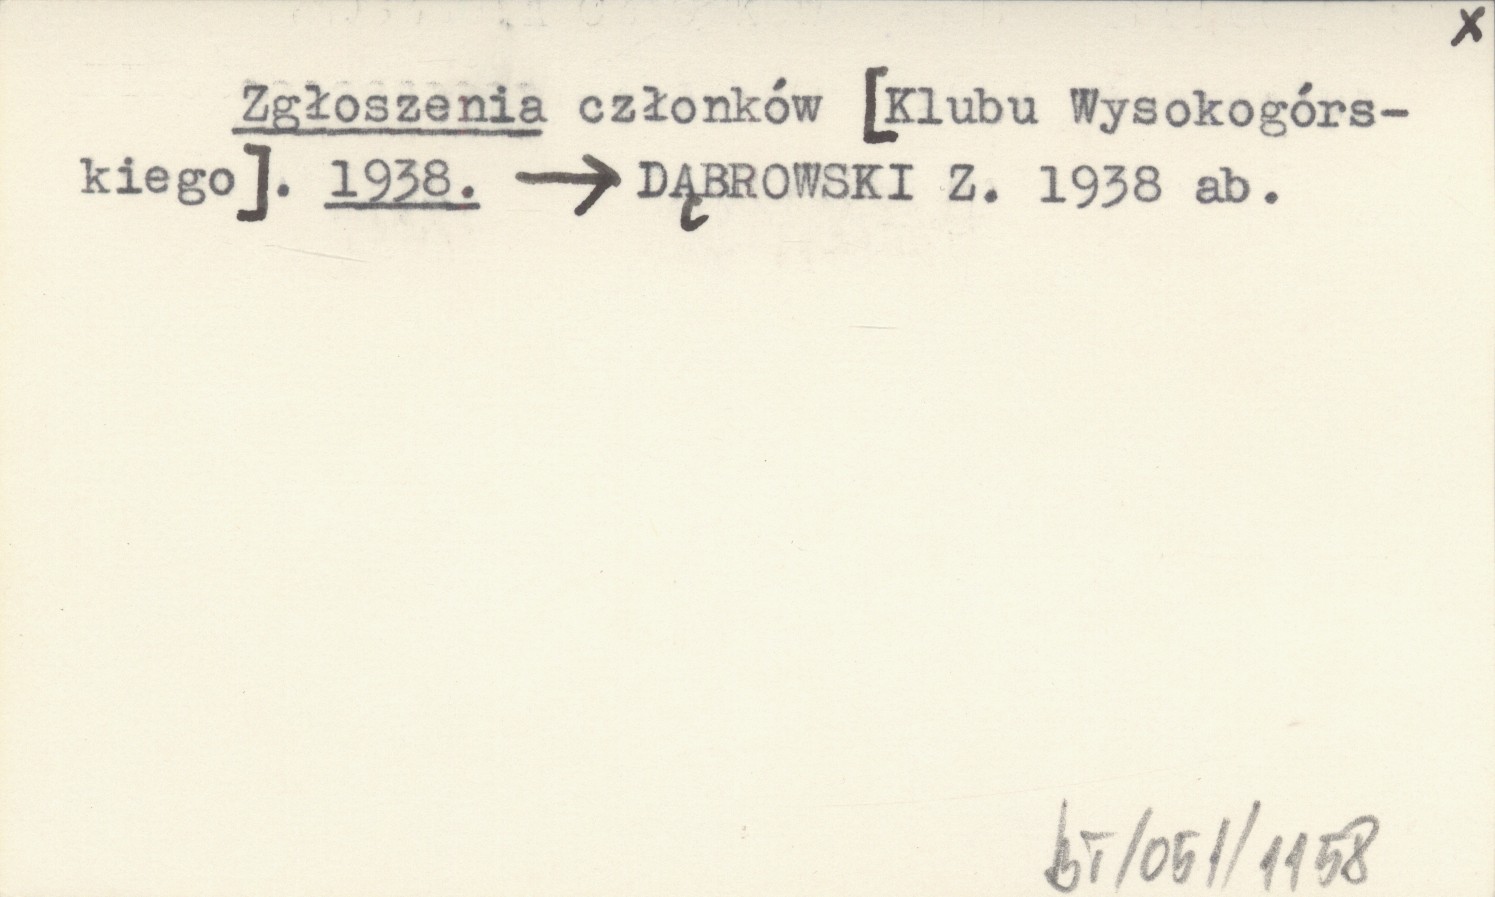 x
Zgłoszenia członków [Klubu Wysokogórs-
kiego]. 1938. → DĄBROWSKI Z. 1938 ab.
bT/051/1158